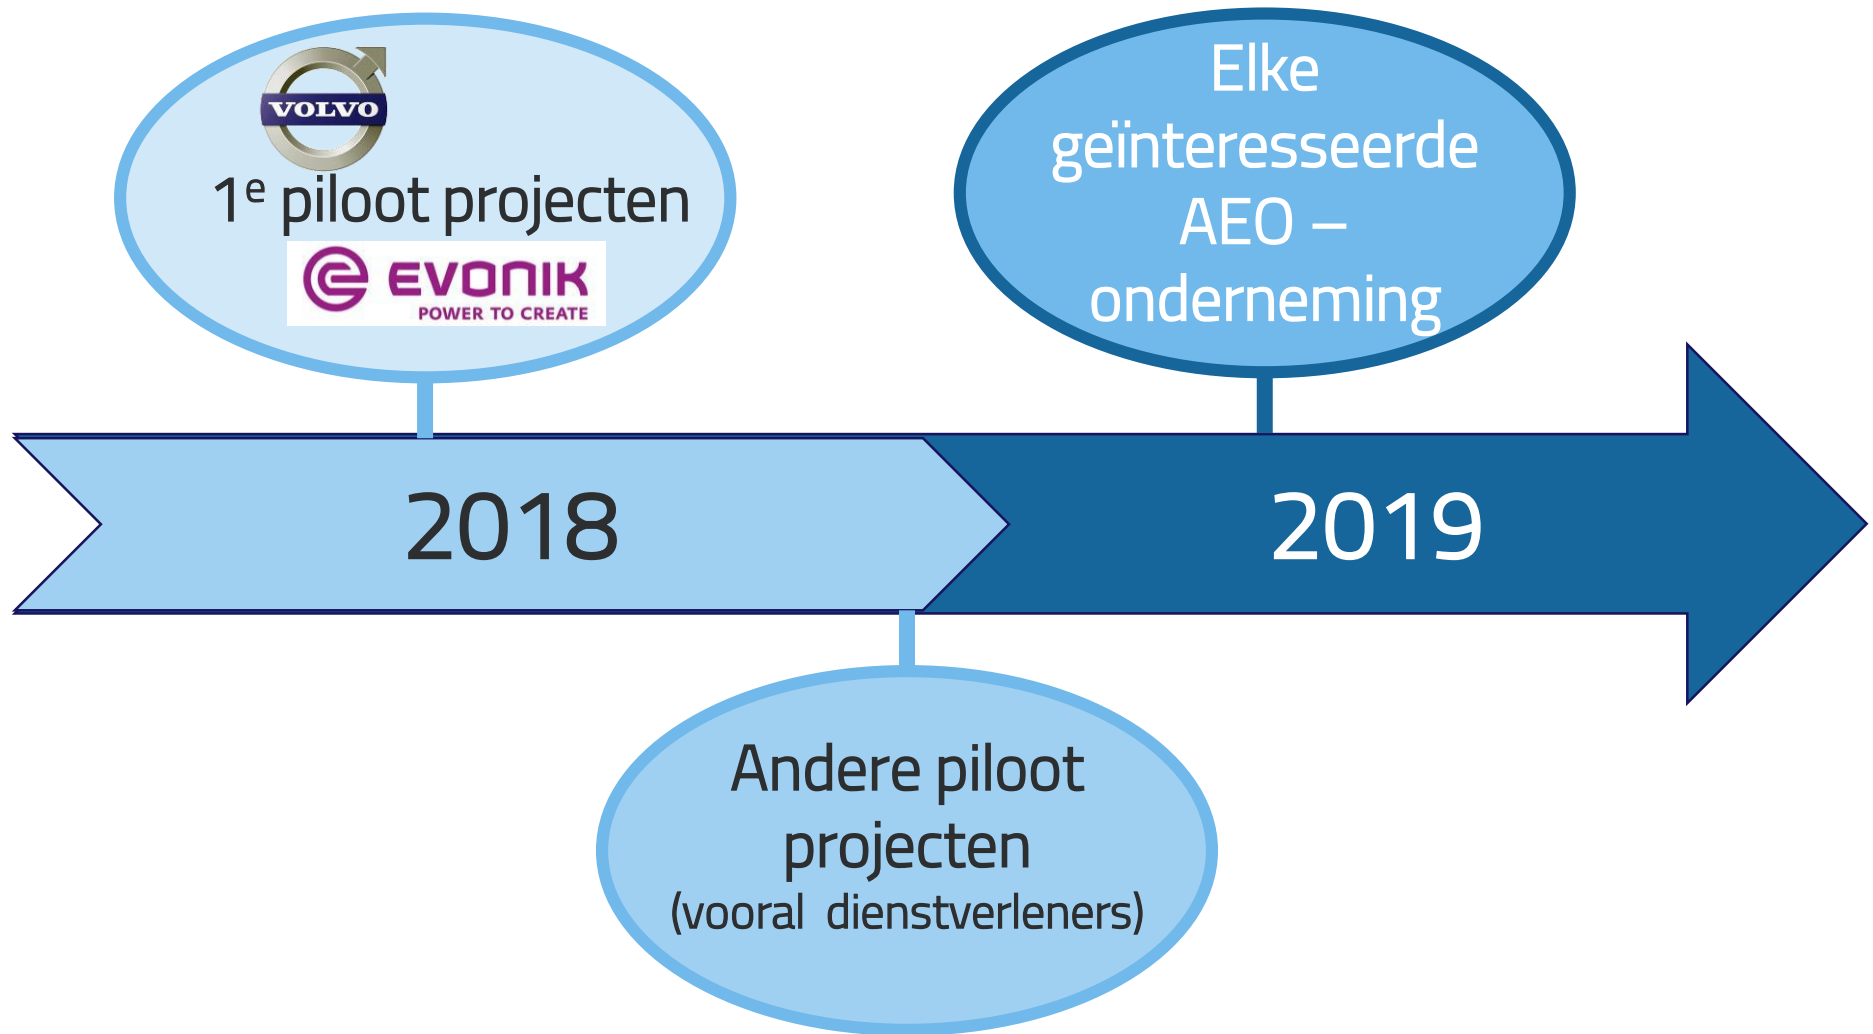 VOLVO
1e piloot projecten
EVONIK
POWER TO CREATE
Elke
geïnteresseerde
AEO –
onderneming
2018
2019
Andere piloot
projecten
(vooral dienstverleners)